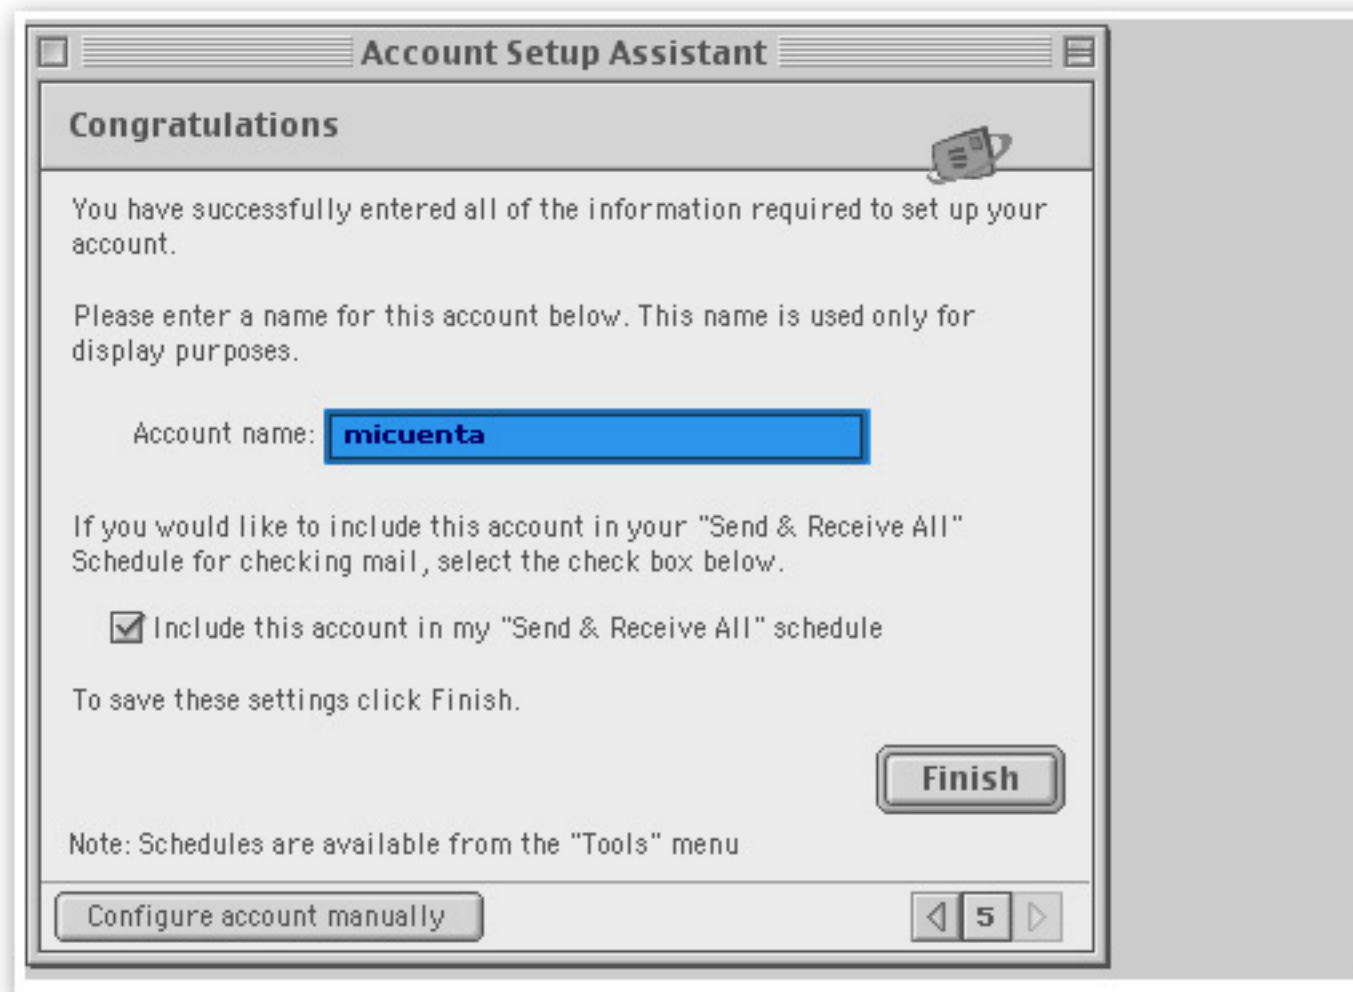 Account Setup Assistant
Congratulations
You have successfully entered all of the information required to set up your
account.
Please enter a name for this account below. This name is used only for
display purposes.
Account name: micuenta
If you would like to include this account in your "Send & Receive All"
Schedule for checking mail, select the check box below.
Include this account in my "Send & Receive All" schedule
To save these settings click Finish.
Finish
Note: Schedules are available from the "Tools" menu
Configure account manually
5